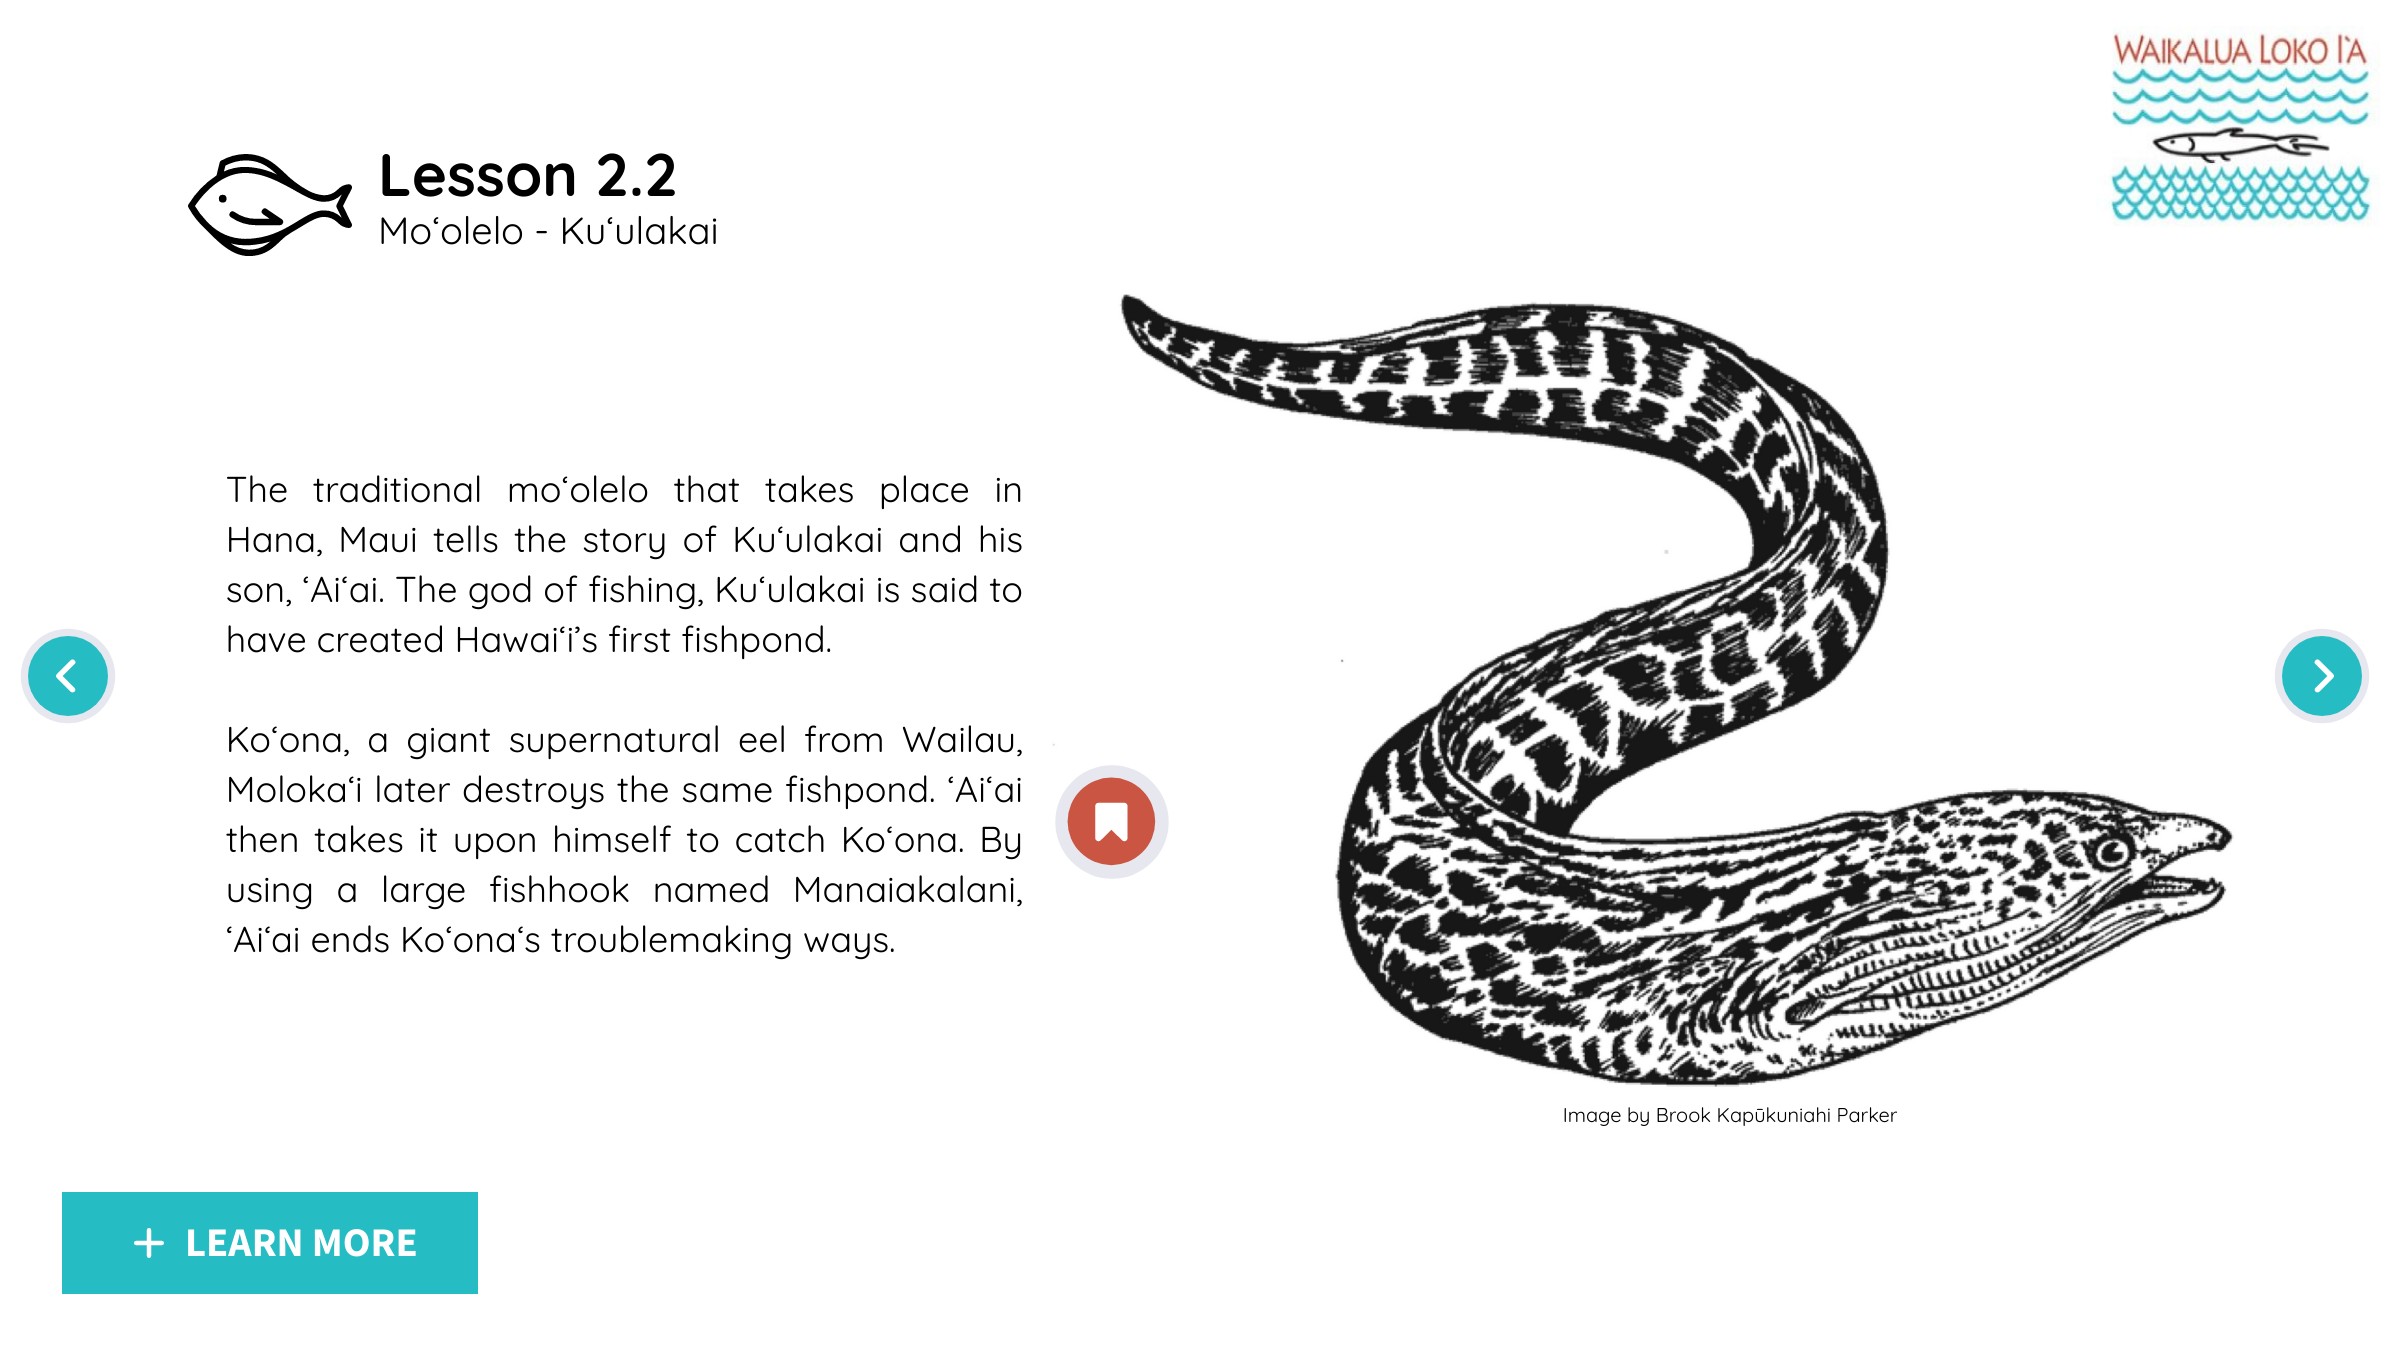 WAIKALUA LOKO I'A
Lesson 2.2
Moʻolelo - Kuʻulakai
The traditional moʻolelo that takes place in
Hana, Maui tells the story of Kuʻulakai and his
son, ʻAiʻai. The god of fishing, Kuʻulakai is said to
have created Hawaiʻi’s first fishpond.
Koʻona, a giant supernatural eel from Wailau,
Molokaʻi later destroys the same fishpond. ʻAiʻai
then takes it upon himself to catch Koʻona. By
using a large fishhook named Manaiakalani,
ʻAiʻai ends Koʻonaʻs troublemaking ways.
Image by Brook Kapūkuniahi Parker
+ LEARN MORE